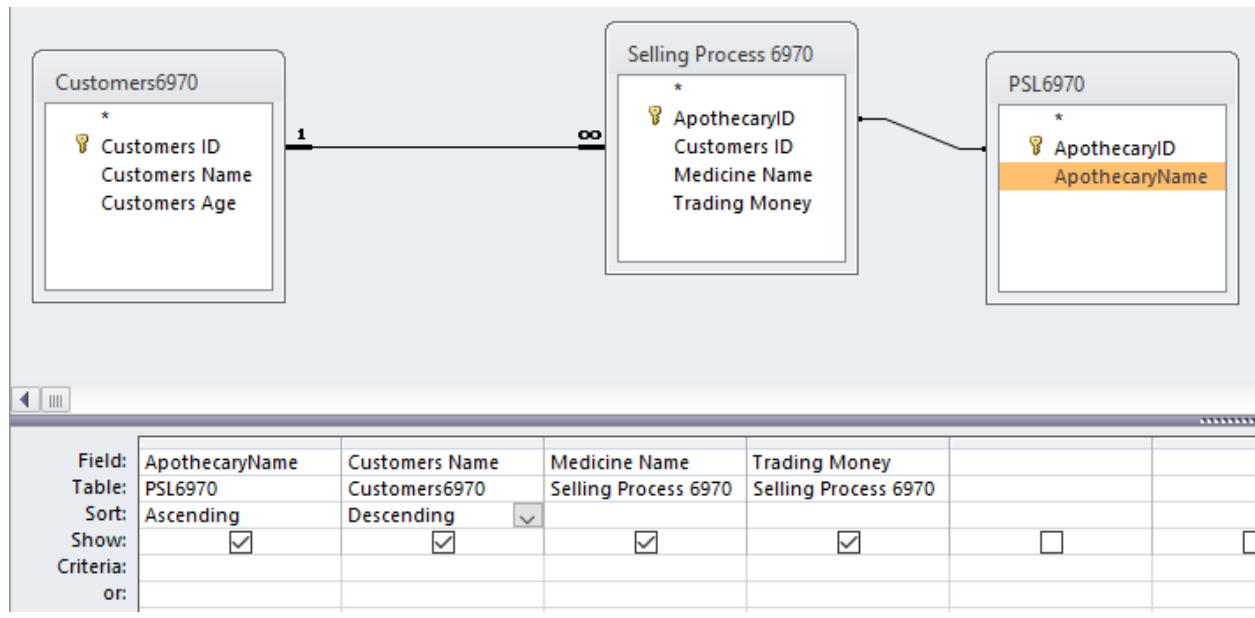 Customers6970
*
Customers ID
Customers Name
Customers Age
1
∞
Selling Process 6970
*
ApothecaryID
Customers ID
Medicine Name
Trading Money
PSL6970
*
ApothecaryID
ApothecaryName
Field: ApothecaryName Customers Name Medicine Name Trading Money
Table: PSL6970 Customers6970 Selling Process 6970 Selling Process 6970
Sort: Ascending Descending
Show:
Criteria:
or: